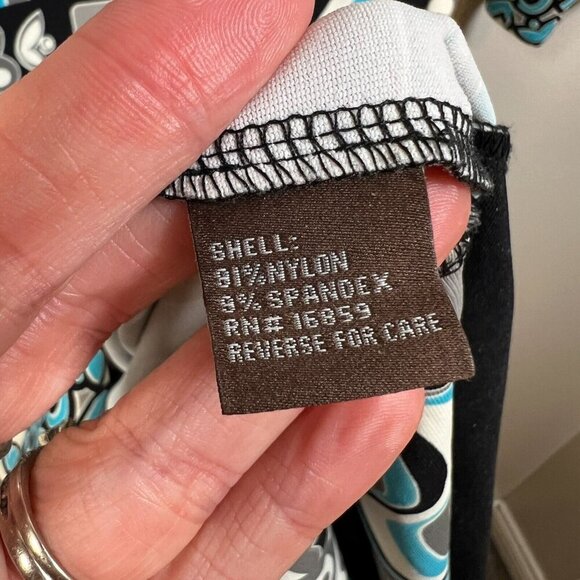 SHELL:
91%NYLON
9% SPANDEX
RN# 16859
REVERSE FOR CARE